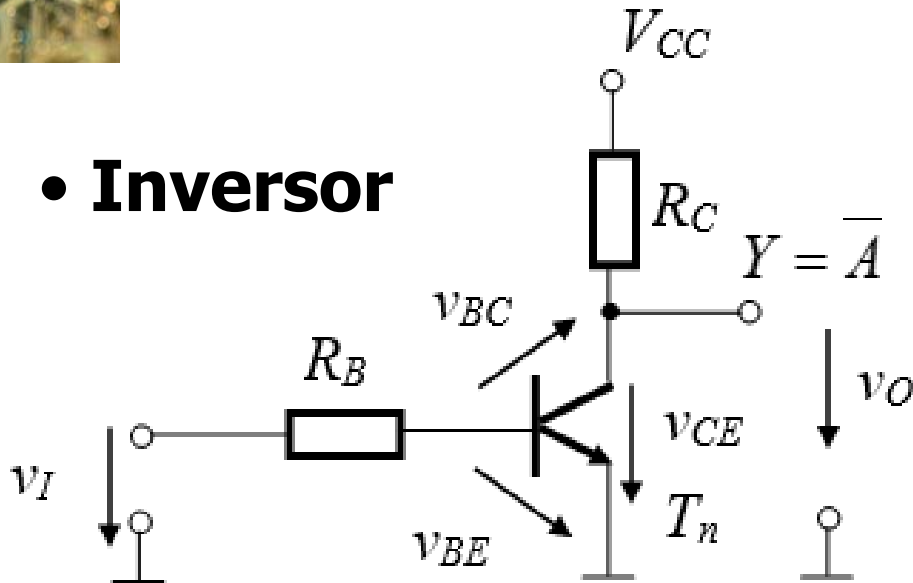 V_CC
• Inversor
R_C
Y = A̅
v_BC
R_B
v_O
v_CE
v_I
T_n
v_BE